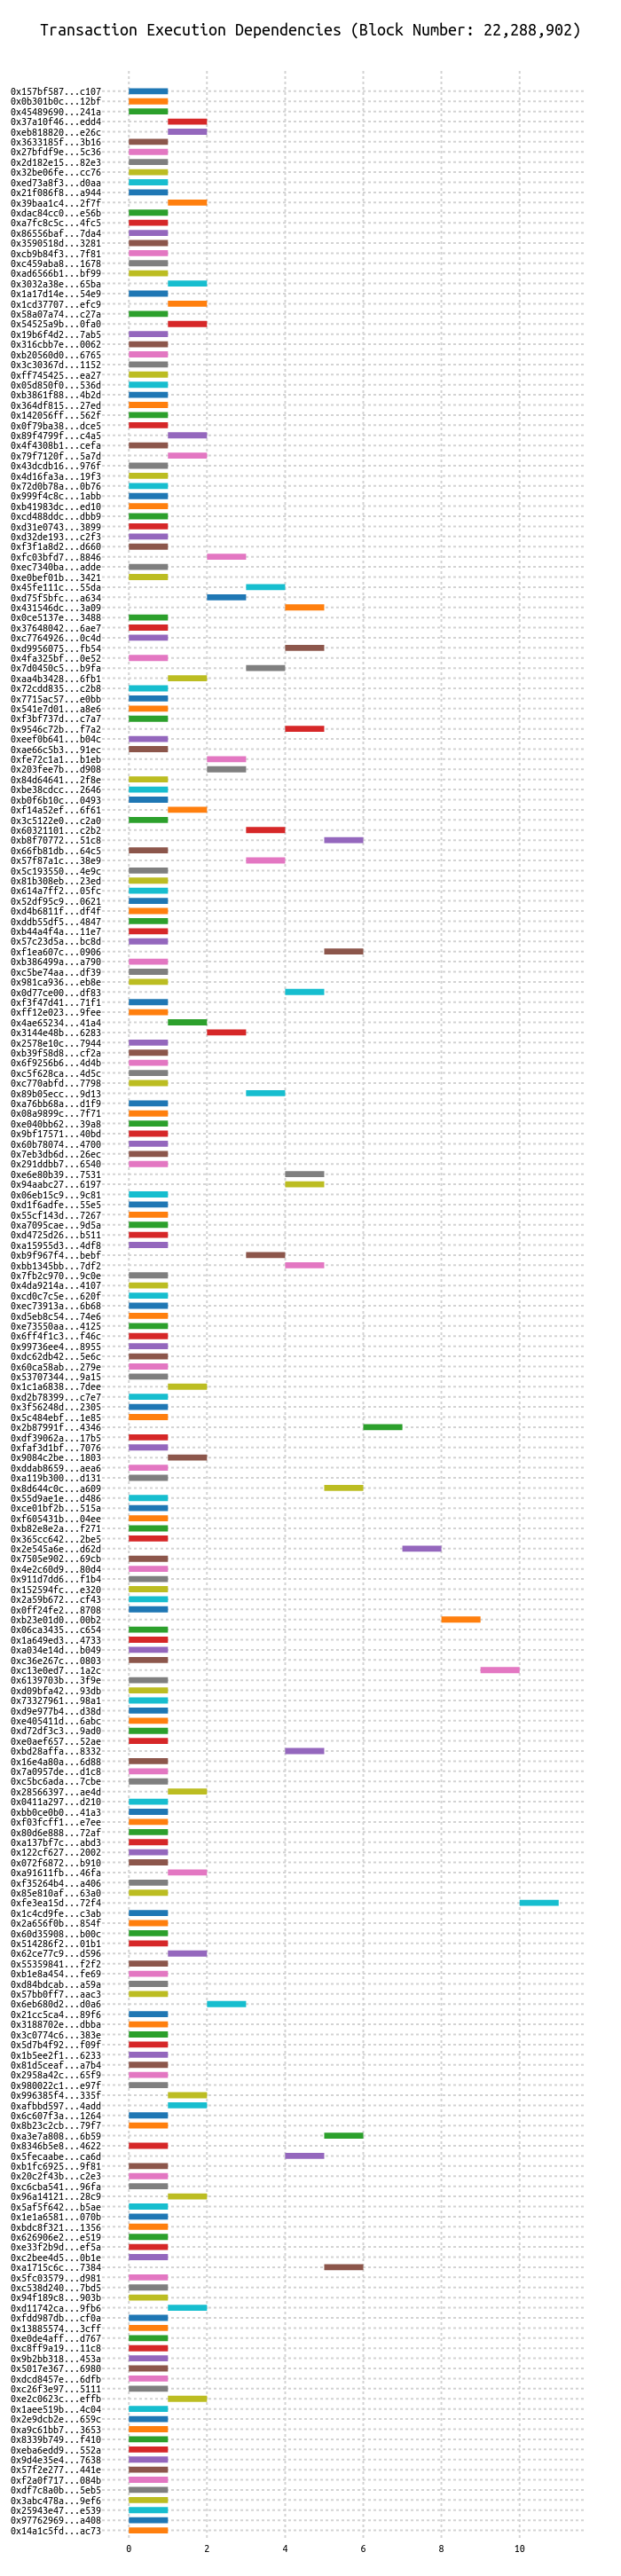 Transaction Execution Dependencies (Block Number: 22,288,902)
0x157bf587...c107
0x0b301b0c...12bf
0x45489690...241a
0x37a10f46...edd4
0xeb818820...e26c
0x3633185f...3b16
0x27bfdf9e...5c36
0x2d182e15...82e3
0x32be06fe...cc76
0xed73a8f3...d0aa
0x21f086f8...a944
0x39baa1c4...2f7f
0xdac84cc0...e56b
0xa7fc8c5c...4fc5
0x86556baf...7da4
0x3590518d...3281
0xcb9b84f3...7f81
0xc459aba8...1678
0xad6566b1...bf99
0x3032a38e...65ba
0x1a17d14e...54e9
0x1cd37707...efc9
0x58a07a74...c27a
0x54525a9b...0fa0
0x19b6f4d2...7ab5
0x316cbb7e...0062
0xb20560d0...6765
0x3c30367d...1152
0xff745425...ea27
0x05d850f0...536d
0xb3861f88...4b2d
0x364df815...27ed
0x142056ff...562f
0x0f79ba38...dce5
0x89f4799f...c4a5
0x4f4308b1...cefa
0x79f7120f...5a7d
0x43dcdb16...976f
0x4d16fa3a...19f3
0x72d0b78a...0b76
0x999f4c8c...1abb
0xb41983dc...ed10
0xcd488ddc...dbb9
0xd31e0743...3899
0xd32de193...c2f3
0xf3f1a8d2...d660
0xfc03bfd7...8846
0xec7340ba...adde
0xe0bef01b...3421
0x45fe111c...55da
0xd75f5bfc...a634
0x431546dc...3a09
0x0ce5137e...3488
0x37648042...6ae7
0xc7764926...0c4d
0xd9956075...fb54
0x4fa325bf...0e52
0x7d0450c5...b9fa
0xaa4b3428...6fb1
0x72cdd835...c2b8
0x7715ac57...e0bb
0x541e7d01...a8e6
0xf3bf737d...c7a7
0x9546c72b...f7a2
0xeef0b641...b04c
0xae66c5b3...91ec
0xfe72c1a1...b1eb
0x203fee7b...d908
0x84d64641...2f8e
0xbe38cdcc...2646
0xb0f6b10c...0493
0xf14a52ef...6f61
0x3c5122e0...c2a0
0x60321101...c2b2
0xb8f70772...51c8
0x66fb81db...64c5
0x57f87a1c...38e9
0x5c193550...4e9c
0x81b308eb...23ed
0x614a7ff2...05fc
0x52df95c9...0621
0xd4b6811f...df4f
0xddb55df5...4847
0xb44a4f4a...11e7
0x57c23d5a...bc8d
0xf1ea607c...0906
0xb386499a...a790
0xc5be74aa...df39
0x981ca936...eb8e
0x0d77ce00...df83
0xf3f47d41...71f1
0xff12e023...9fee
0x4ae65234...41a4
0x3144e48b...6283
0x2578e10c...7944
0xb39f58d8...cf2a
0x6f9256b6...4d4b
0xc5f628ca...4d5c
0xc770abfd...7798
0x89b05ecc...9d13
0xa76bb68a...d1f9
0x08a9899c...7f71
0xe040bb62...39a8
0x9bf17571...40bd
0x60b78074...4700
0x7eb3db6d...26ec
0x291ddbb7...6540
0xe6e80b39...7531
0x94aabc27...6197
0x06eb15c9...9c81
0xd1f6adfe...55e5
0x55cf143d...7267
0xa7095cae...9d5a
0xd4725d26...b511
0xa15955d3...4df8
0xb9f967f4...bebf
0xbb1345bb...7df2
0x7fb2c970...9c0e
0x4da9214a...4107
0xcd0c7c5e...620f
0xec73913a...6b68
0xd5eb8c54...74e6
0xe73550aa...4125
0x6ff4f1c3...f46c
0x99736ee4...8955
0xdc62db42...5e6c
0x60ca58ab...279e
0x53707344...9a15
0x1c1a6838...7dee
0xd2b78399...c7e7
0x3f56248d...2305
0x5c484ebf...1e85
0x2b87991f...4346
0xdf39062a...17b5
0xfaf3d1bf...7076
0x9084c2be...1803
0xddab8659...aea6
0xa119b300...d131
0x8d644c0c...a609
0x55d9ae1e...d486
0xce01bf2b...515a
0xf605431b...04ee
0xb82e8e2a...f271
0x365cc642...2be5
0x2e545a6e...d62d
0x7505e902...69cb
0x4e2c60d9...80d4
0x911d7dd6...f1b4
0x152594fc...e320
0x2a59b672...cf43
0x0ff24fe2...8708
0xb23e01d0...00b2
0x06ca3435...c654
0x1a649ed3...4733
0xa034e14d...b049
0xc36e267c...0803
0xc13e0ed7...1a2c
0x6139703b...3f9e
0xd09bfa42...93db
0x73327961...98a1
0xd9e977b4...d38d
0xe405411d...6abc
0xd72df3c3...9ad0
0xe0aef657...52ae
0xbd28affa...8332
0x16e4a80a...6d88
0x7a0957de...d1c8
0xc5bc6ada...7cbe
0x28566397...ae4d
0x0411a297...d210
0xbb0ce0b0...41a3
0xf03fcff1...e7ee
0x80d6e888...72af
0xa137bf7c...abd3
0x122cf627...2002
0x072f6872...b910
0xa91611fb...46fa
0xf35264b4...a406
0x85e810af...63a0
0xfe3ea15d...72f4
0x1c4cd9fe...c3ab
0x2a656f0b...854f
0x60d35908...b00c
0x514286f2...01b1
0x62ce77c9...d596
0x55359841...f2f2
0xb1e8a454...fe69
0xd84bdcab...a59a
0x57bb0ff7...aac3
0x6eb680d2...d0a6
0x21cc5ca4...89f6
0x3188702e...dbba
0x3c0774c6...383e
0x5d7b4f92...f09f
0x1b5ee2f1...6233
0x81d5ceaf...a7b4
0x2958a42c...65f9
0x980022c1...e97f
0x996385f4...335f
0xafbbd597...4add
0x6c607f3a...1264
0x8b23c2cb...79f7
0xa3e7a808...6b59
0x8346b5e8...4622
0x5fecaabe...ca6d
0xb1fc6925...9f81
0x20c2f43b...c2e3
0xc6cba541...96fa
0x96a14121...28c9
0x5af5f642...b5ae
0x1e1a6581...070b
0xbdc8f321...1356
0x626906e2...e519
0xe33f2b9d...ef5a
0xc2bee4d5...0b1e
0xa1715c6c...7384
0x5fc03579...d981
0xc538d240...7bd5
0x94f189c8...903b
0xd11742ca...9fb6
0xfdd987db...cf0a
0x13885574...3cff
0xe0de4aff...d767
0xc8ff9a19...11c8
0x9b2bb318...453a
0x5017e367...6980
0xdcd8457e...6dfb
0xc26f3e97...5111
0xe2c0623c...effb
0x1aee519b...4c04
0x2e9dcb2e...659c
0xa9c61bb7...3653
0x8339b749...f410
0xeba6edd9...552a
0x9d4e35e4...7638
0x57f2e277...441e
0xf2a0f717...084b
0xdf7c8a0b...5eb5
0x3abc478a...9ef6
0x25943e47...e539
0x97762969...a408
0x14a1c5fd...ac73
0 2 4 6 8 10